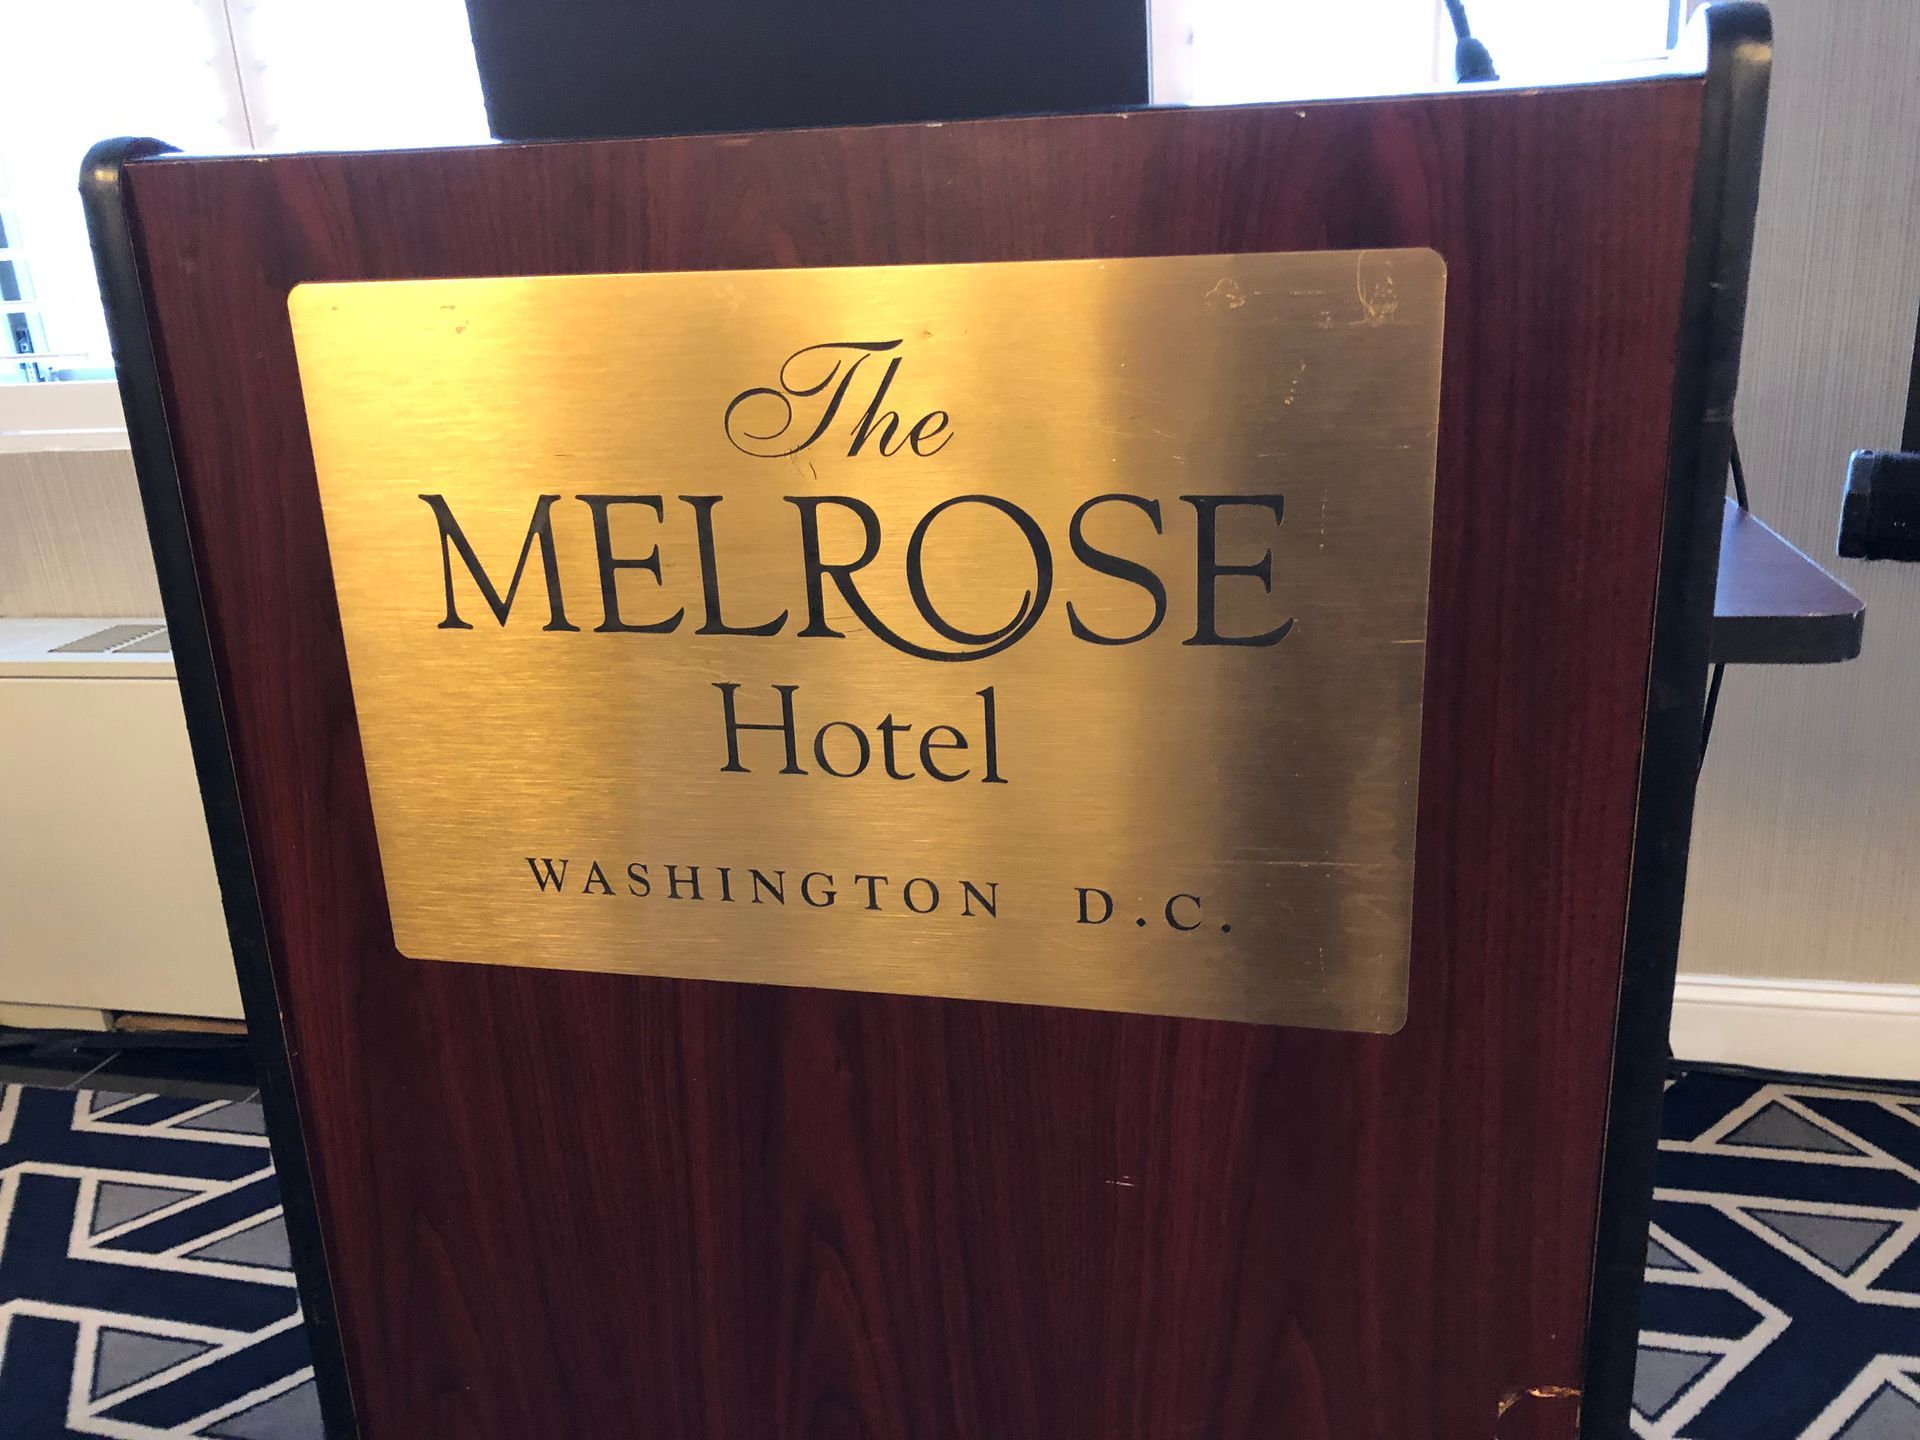 The
MELROSE
Hotel
WASHINGTON D.C.